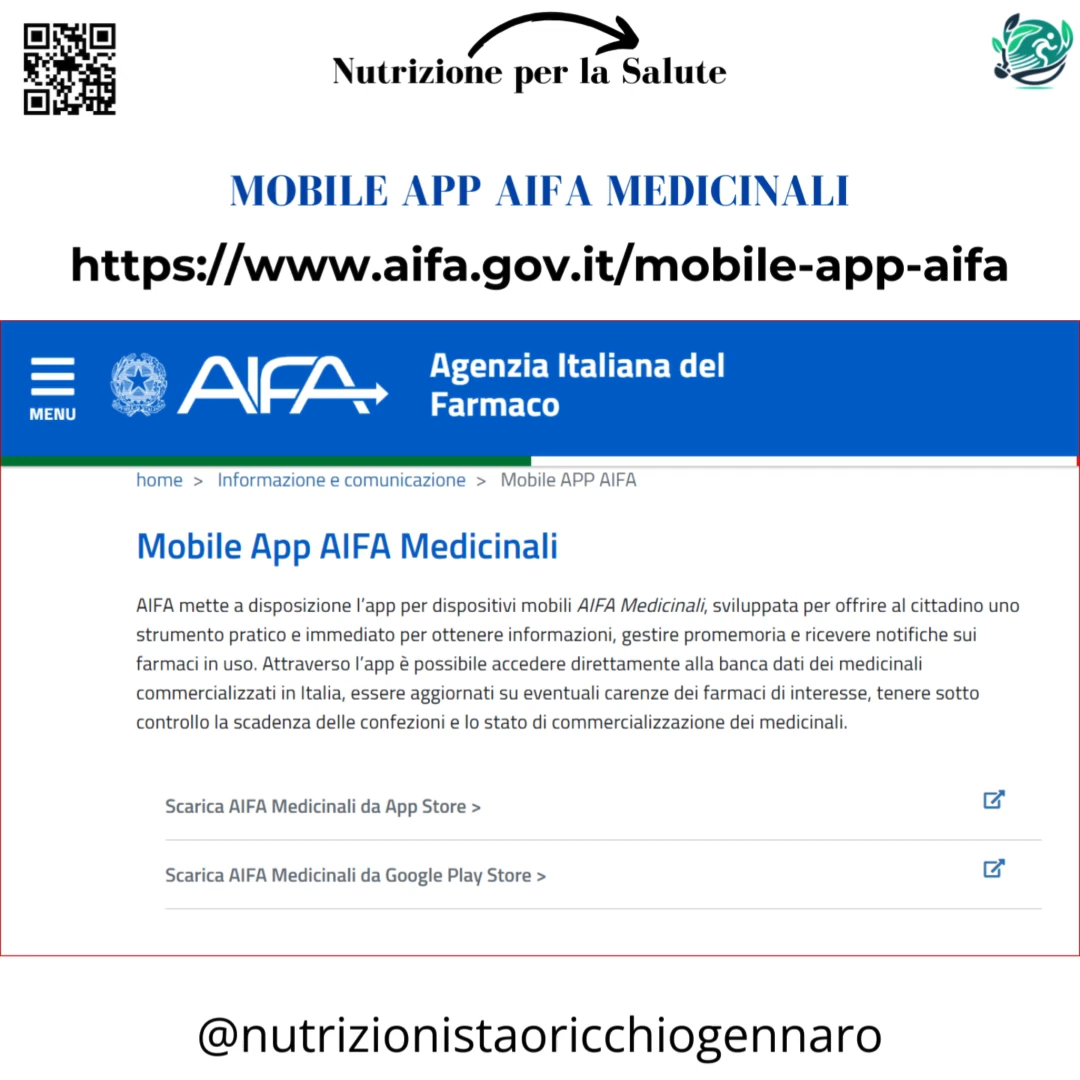 Nutrizione per la Salute
MOBILE APP AIFA MEDICINALI
https://www.aifa.gov.it/mobile-app-aifa
MENU
AIFA
Agenzia Italiana del
Farmaco
home > Informazione e comunicazione > Mobile APP AIFA
Mobile App AIFA Medicinali
AIFA mette a disposizione l'app per dispositivi mobili AIFA Medicinali, sviluppata per offrire al cittadino uno
strumento pratico e immediato per ottenere informazioni, gestire promemoria e ricevere notifiche sui
farmaci in uso. Attraverso l'app è possibile accedere direttamente alla banca dati dei medicinali
commercializzati in Italia, essere aggiornati su eventuali carenze dei farmaci di interesse, tenere sotto
controllo la scadenza delle confezioni e lo stato di commercializzazione dei medicinali.
Scarica AIFA Medicinali da App Store >
Scarica AIFA Medicinali da Google Play Store >
@nutrizionistaoricchiogennaro